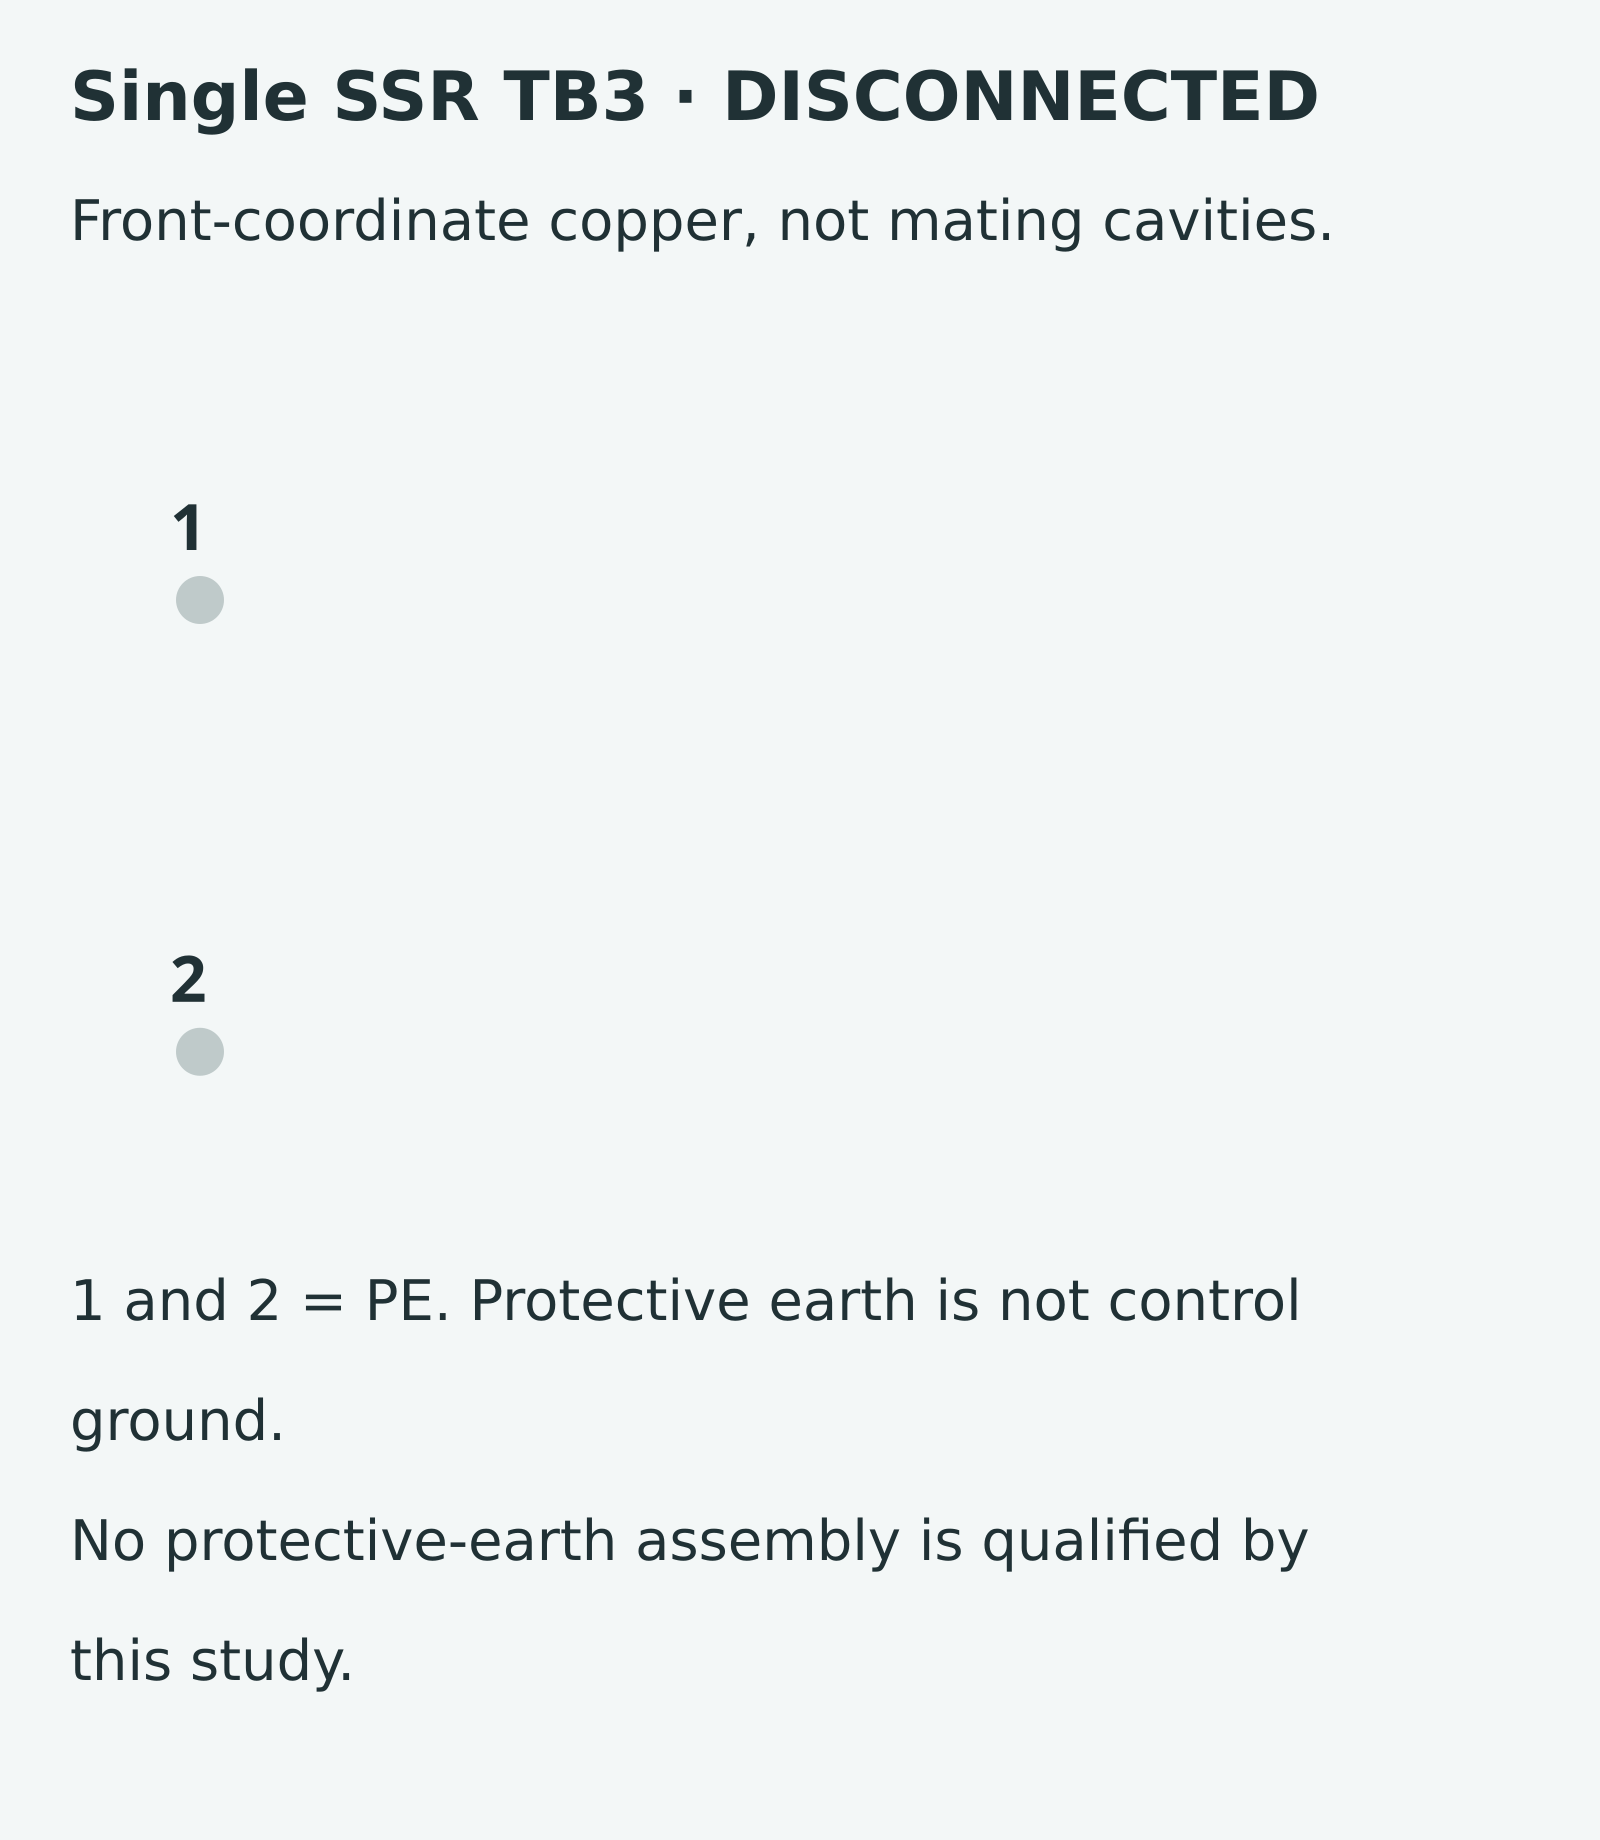 Single SSR TB3 · DISCONNECTED
Front-coordinate copper, not mating cavities.
1
2
1 and 2 = PE. Protective earth is not control
ground.
No protective-earth assembly is qualified by
this study.